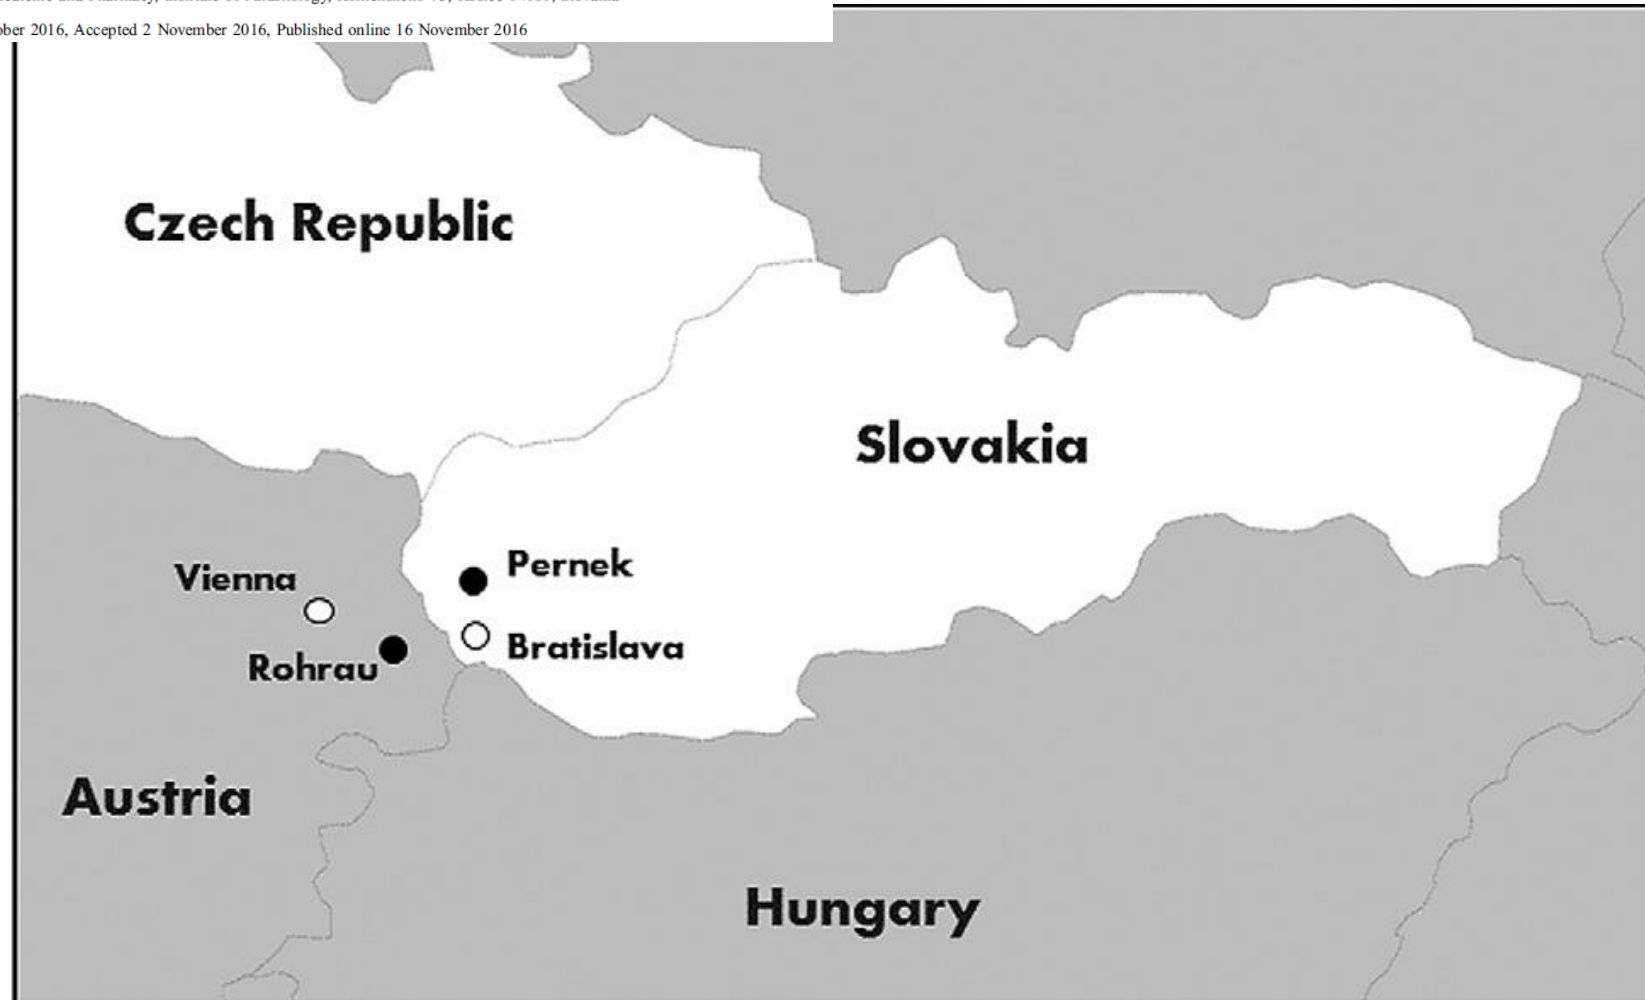 ober 2016, Accepted 2 November 2016, Published online 16 November 2016
Czech Republic
Slovakia
Pernek
Vienna
Bratislava
Rohrau
Austria
Hungary